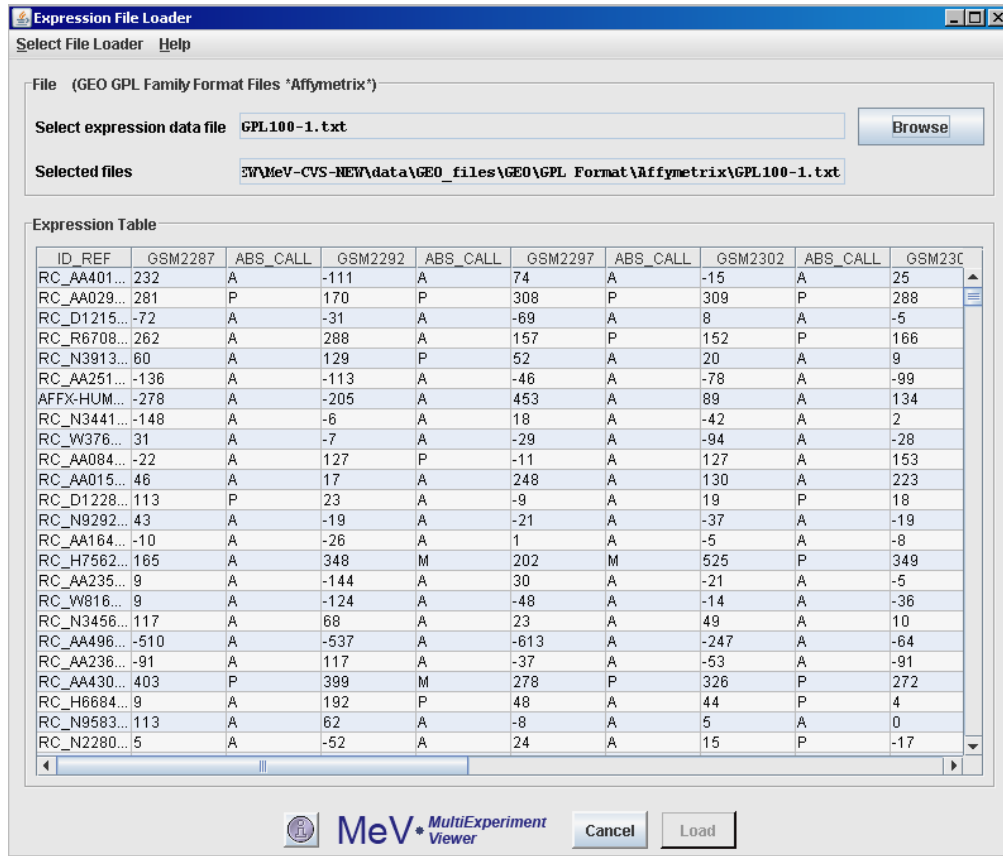 Expression File Loader
Select File Loader Help
File (GEO GPL Family Format Files *Affymetrix*)
Select expression data file GPL100-1.txt Browse
Selected files EW\MeV-CVS-NEW\data\GEO_files\GEO\GPL Format\Affymetrix\GPL100-1.txt
Expression Table
ID_REF GSM2287 ABS_CALL GSM2292 ABS_CALL GSM2297 ABS_CALL GSM2302 ABS_CALL GSM230
RC_AA401... 232 A -111 A 74 A -15 A 25
RC_AA029... 281 P 170 P 308 P 309 P 288
RC_D1215... -72 A -31 A -69 A 8 A -5
RC_R6708... 262 A 288 A 157 P 152 P 166
RC_N3913... 60 A 129 P 52 A 20 A 9
RC_AA251... -136 A -113 A -46 A -78 A -99
AFFX-HUM... -278 A -205 A 453 A 89 A 134
RC_N3441... -148 A -6 A 18 A -42 A 2
RC_W376... 31 A -7 A -29 A -94 A -28
RC_AA084... -22 A 127 P -11 A 127 A 153
RC_AA015... 46 A 17 A 248 A 130 A 223
RC_D1228... 113 P 23 A -9 A 19 P 18
RC_N9292... 43 A -19 A -21 A -37 A -19
RC_AA164... -10 A -26 A 1 A -5 A -8
RC_H7562... 165 A 348 M 202 M 525 P 349
RC_AA235... 9 A -144 A 30 A -21 A -5
RC_W816... 9 A -124 A -48 A -14 A -36
RC_N3456... 117 A 68 A 23 A 49 A 10
RC_AA496... -510 A -537 A -613 A -247 A -64
RC_AA236... -91 A 117 A -37 A -53 A -91
RC_AA430... 403 P 399 M 278 P 326 P 272
RC_H6684... 9 A 192 P 48 A 44 P 4
RC_N9583... 113 A 62 A -8 A 5 A 0
RC_N2280... 5 A -52 A 24 A 15 P -17
MeV MultiExperiment Viewer Cancel Load